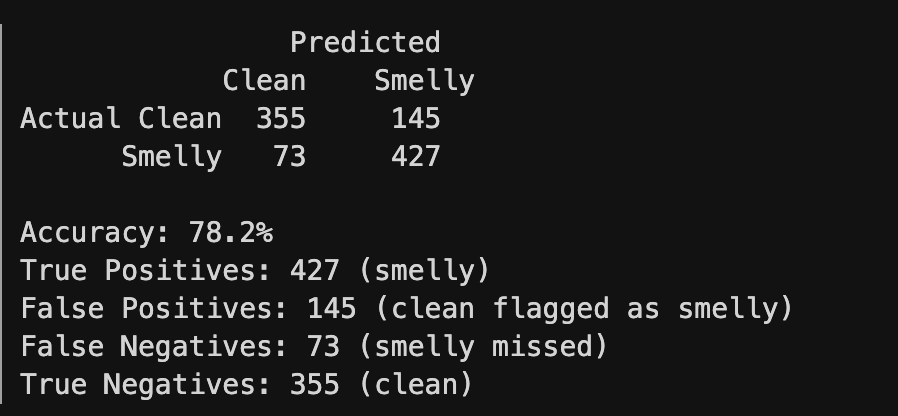 Predicted
Clean Smelly
Actual Clean 355 145
Smelly 73 427
Accuracy: 78.2%
True Positives: 427 (smelly)
False Positives: 145 (clean flagged as smelly)
False Negatives: 73 (smelly missed)
True Negatives: 355 (clean)